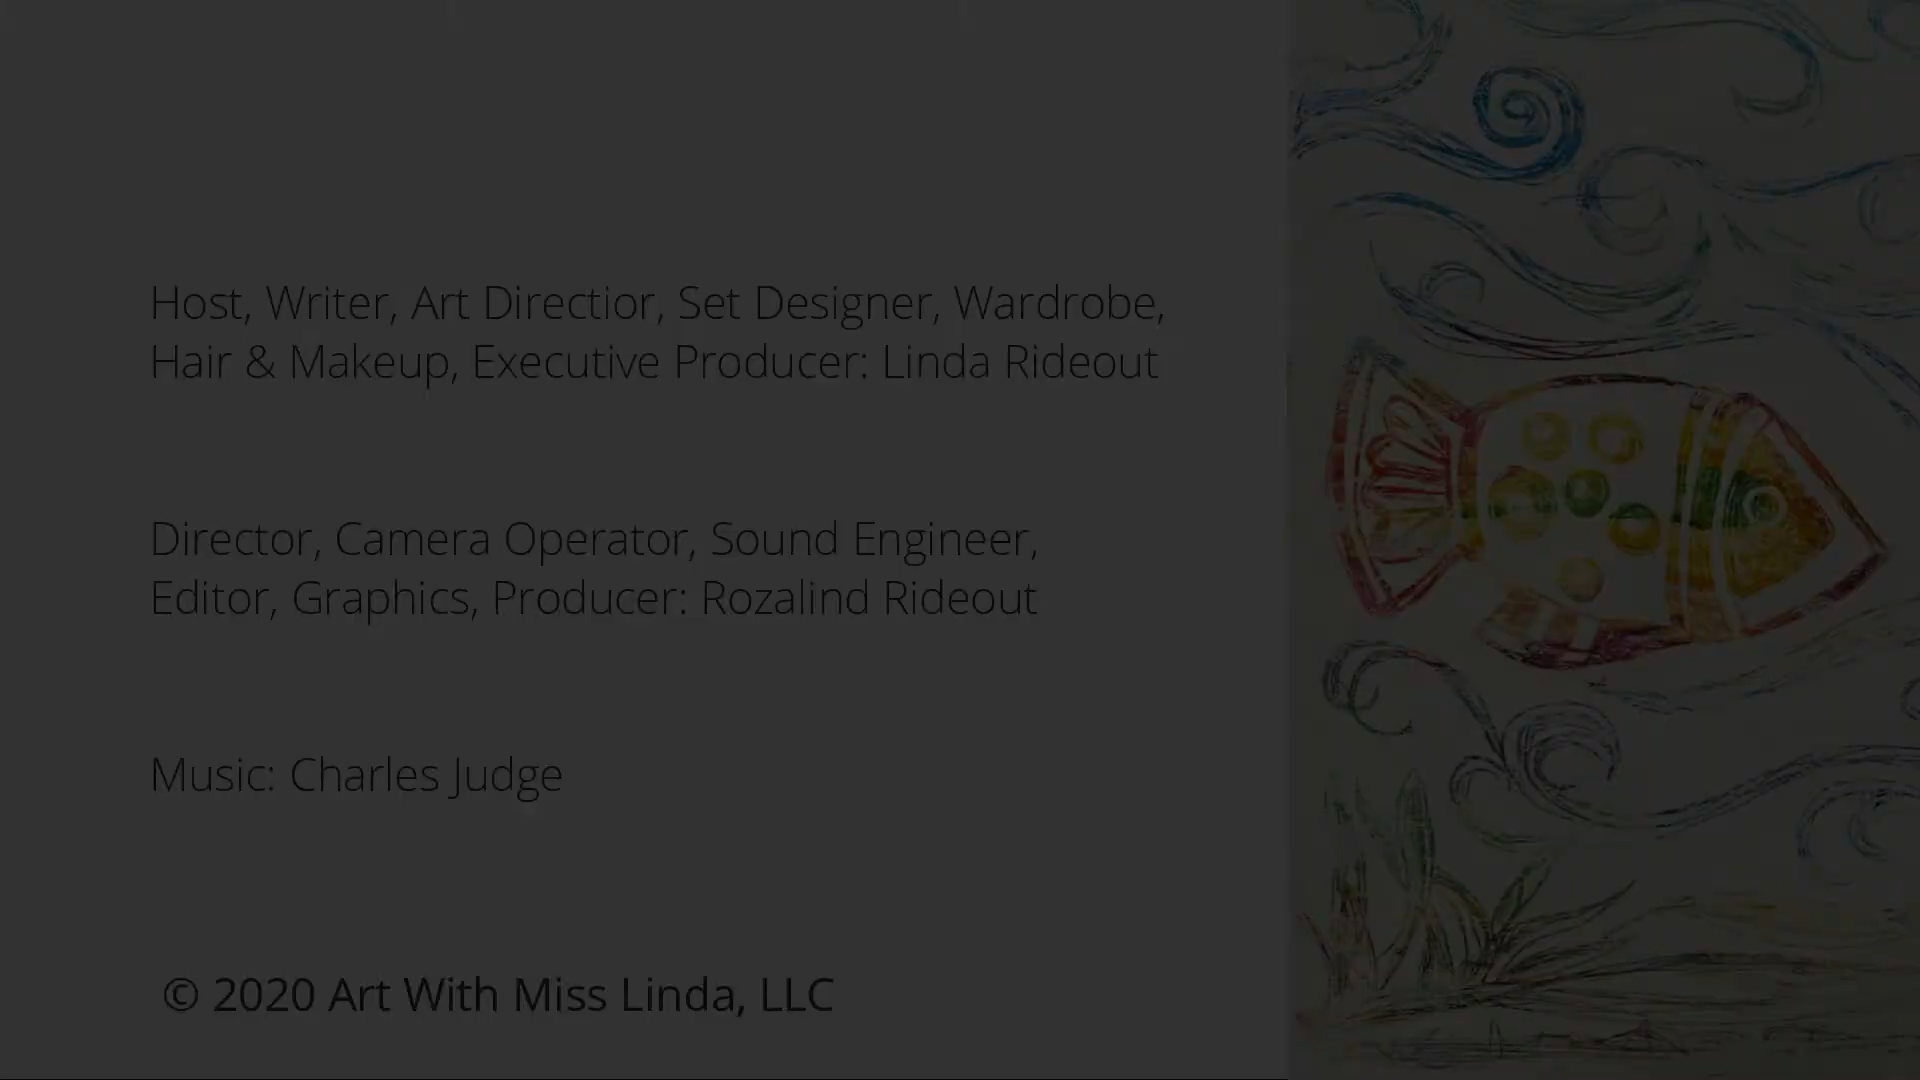 Host, Writer, Art Directior, Set Designer, Wardrobe,
Hair & Makeup, Executive Producer: Linda Rideout
Director, Camera Operator, Sound Engineer,
Editor, Graphics, Producer: Rozalind Rideout
Music: Charles Judge
© 2020 Art With Miss Linda, LLC